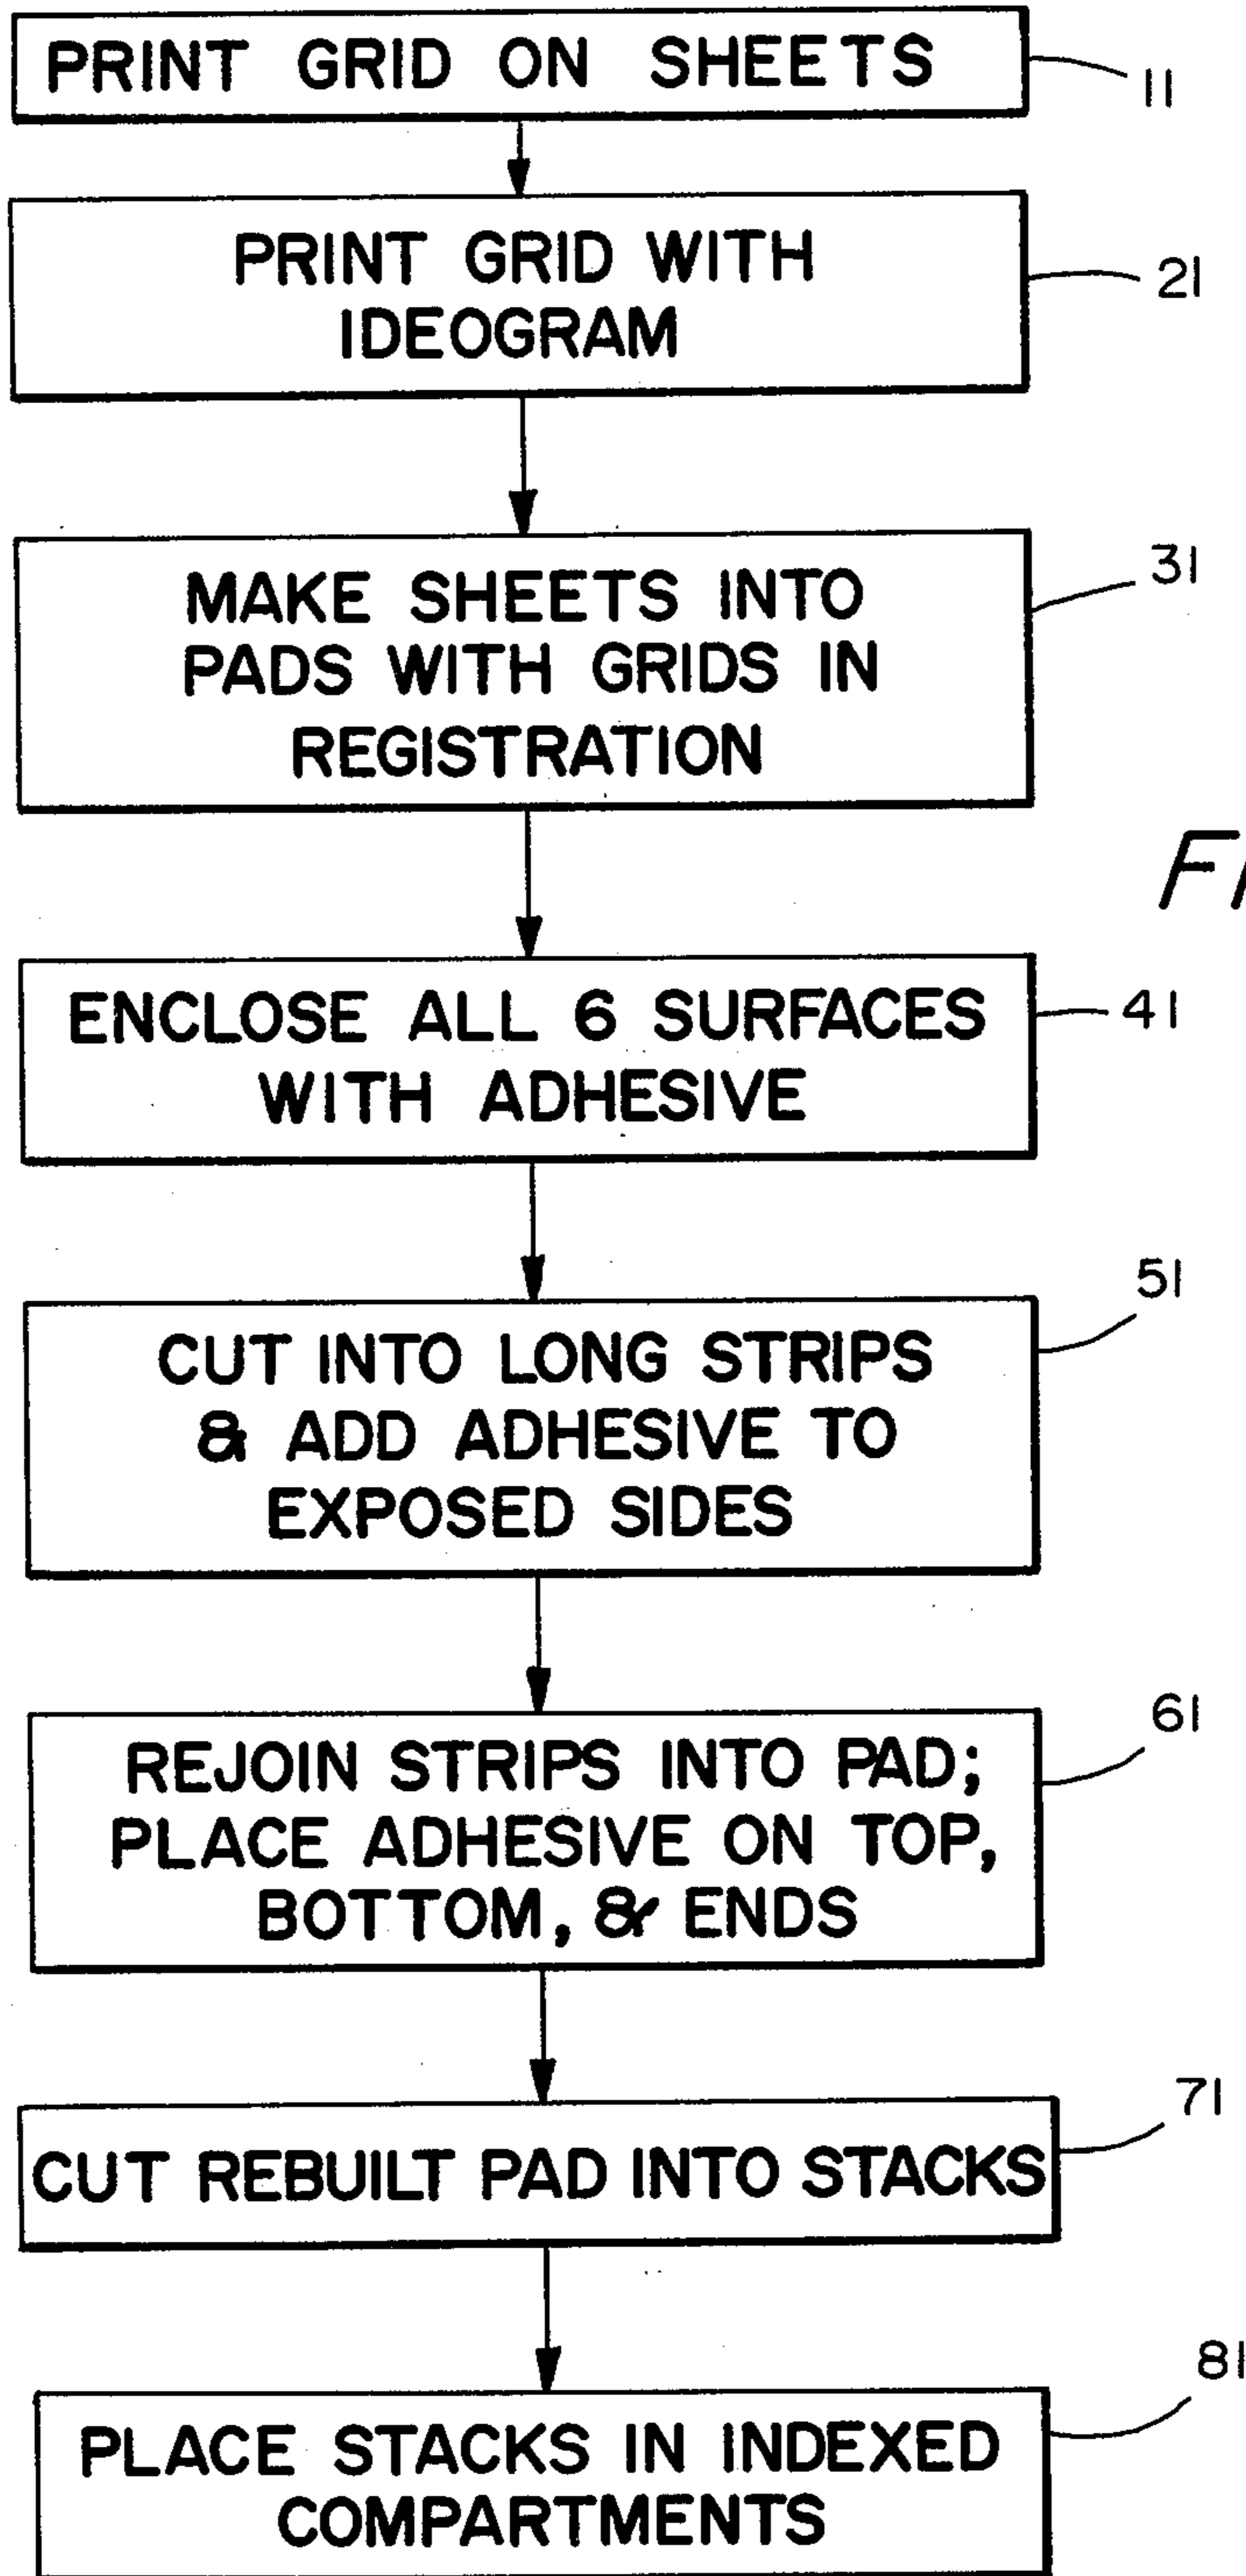 PRINT GRID ON SHEETS
11
PRINT GRID WITH
IDEOGRAM
21
MAKE SHEETS INTO
PADS WITH GRIDS IN
REGISTRATION
31
ENCLOSE ALL 6 SURFACES
WITH ADHESIVE
41
CUT INTO LONG STRIPS
& ADD ADHESIVE TO
EXPOSED SIDES
51
REJOIN STRIPS INTO PAD;
PLACE ADHESIVE ON TOP,
BOTTOM, & ENDS
61
CUT REBUILT PAD INTO STACKS
71
PLACE STACKS IN INDEXED
COMPARTMENTS
81